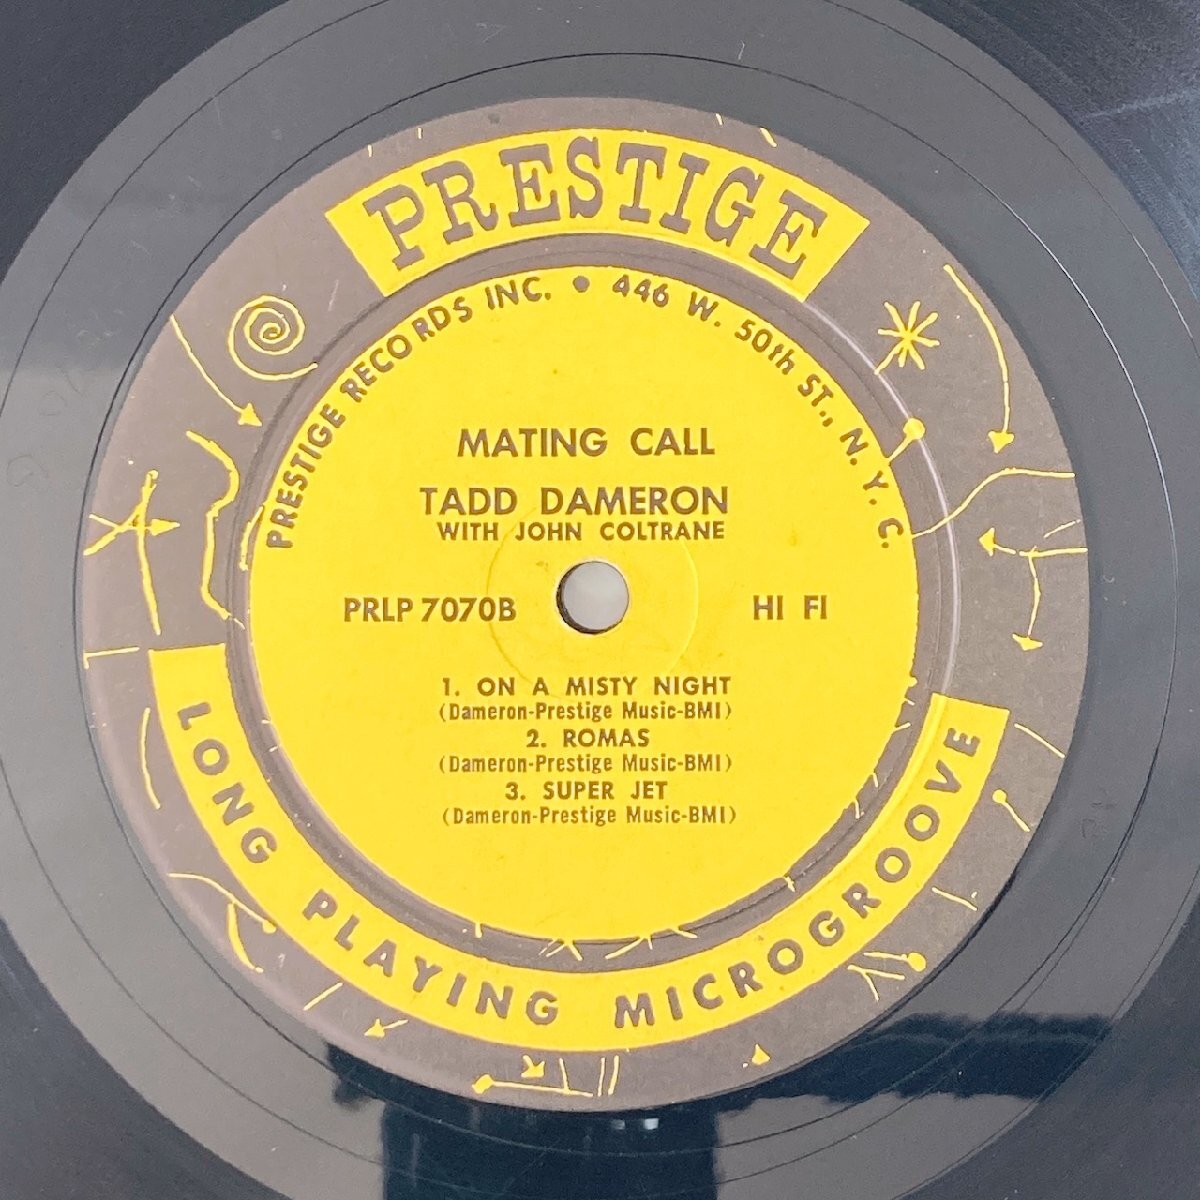 PRESTIGE
PRESTIGE RECORDS INC. • 446 W. 50th ST., N.Y.C.
MATING CALL
TADD DAMERON
WITH JOHN COLTRANE
PRLP 7070B HI FI
1. ON A MISTY NIGHT
(Dameron-Prestige Music-BMI)
2. ROMAS
(Dameron-Prestige Music-BMI)
3. SUPER JET
(Dameron-Prestige Music-BMI)
LONG PLAYING MICROGROOVE